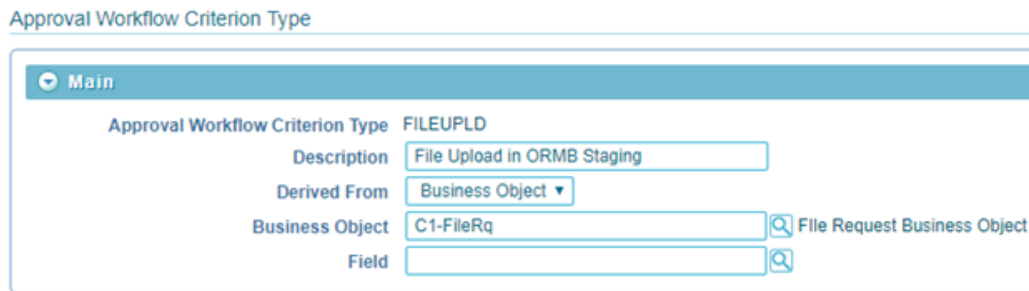 Approval Workflow Criterion Type
Main
Approval Workflow Criterion Type FILEUPLD
Description File Upload in ORMB Staging
Derived From Business Object
Business Object C1-FileRq FIle Request Business Object
Field